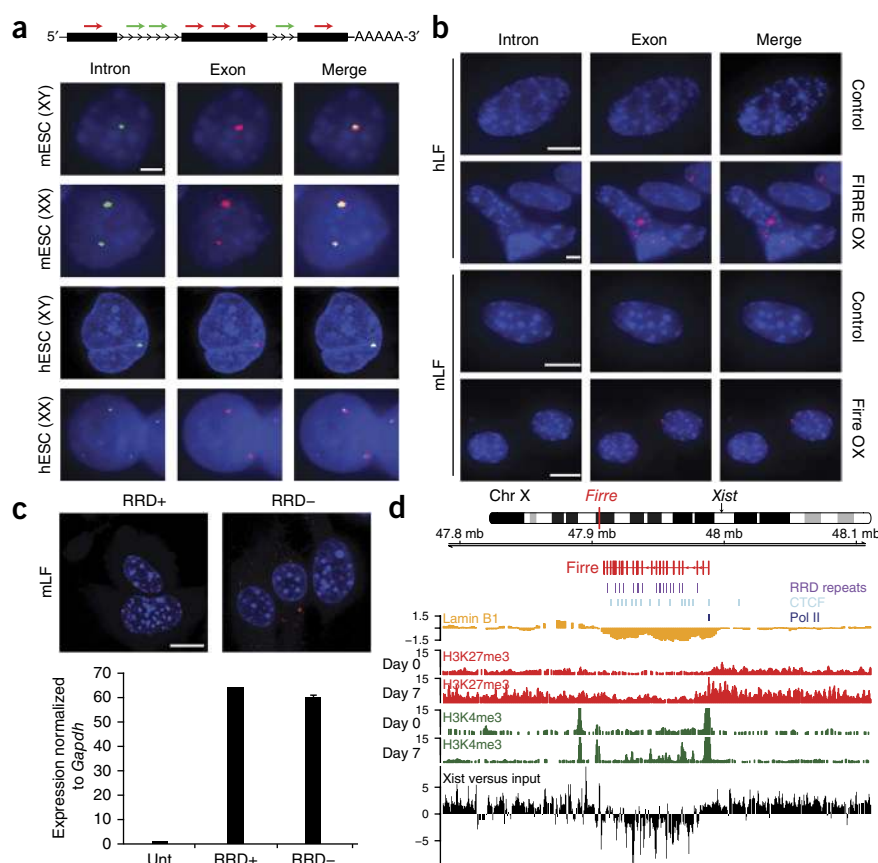 a
5′
AAAAA-3′
Intron Exon Merge
mESC (XY)
mESC (XX)
hESC (XY)
hESC (XX)
b
Intron Exon Merge
hLF
Control
FIRRE OX
mLF
Control
Firre OX
c
RRD+ RRD–
mLF
Expression normalized
to Gapdh
70
60
50
40
30
20
10
0
Unt RRD+ RRD–
d
Chr X Firre Xist
47.8 mb 47.9 mb 48 mb 48.1 mb
Firre
RRD repeats
CTCF
Pol II
1.5 Lamin B1
−1.5
Day 0 15 H3K27me3
Day 7 15 H3K27me3
Day 0 15 H3K4me3
Day 7 15 H3K4me3
Xist versus input
5
0
−5